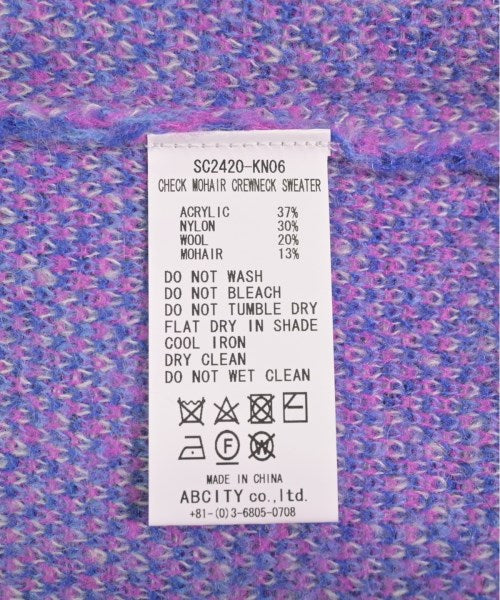 SC2420-KN06
CHECK MOHAIR CREWNECK SWEATER
ACRYLIC 37%
NYLON 30%
WOOL 20%
MOHAIR 13%
DO NOT WASH
DO NOT BLEACH
DO NOT TUMBLE DRY
FLAT DRY IN SHADE
COOL IRON
DRY CLEAN
DO NOT WET CLEAN
F W
MADE IN CHINA
ABCITY co.,ltd.
+81-(0)3-6805-0708